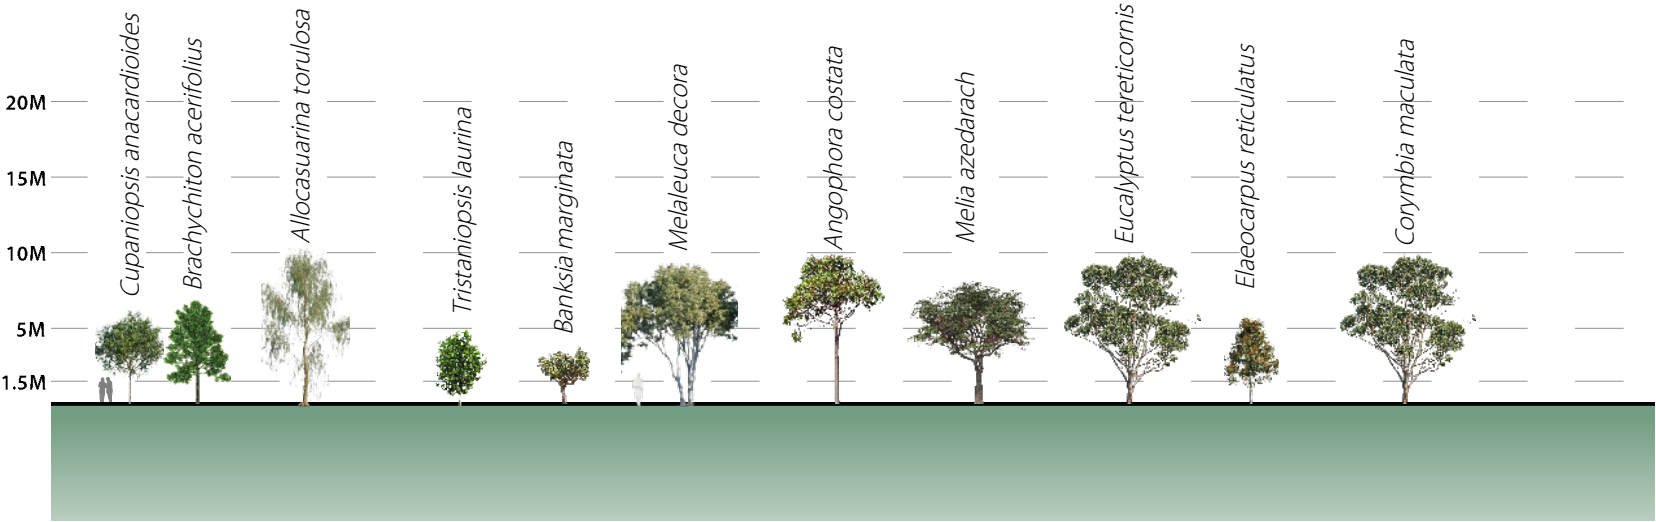 Cupaniopsis anacardioides
Brachychiton acerifolius
Allocasuarina torulosa
Tristaniopsis laurina
Banksia marginata
Melaleuca decora
Angophora costata
Melia azedarach
Eucalyptus tereticornis
Elaeocarpus reticulatus
Corymbia maculata
20M
15M
10M
5M
1.5M